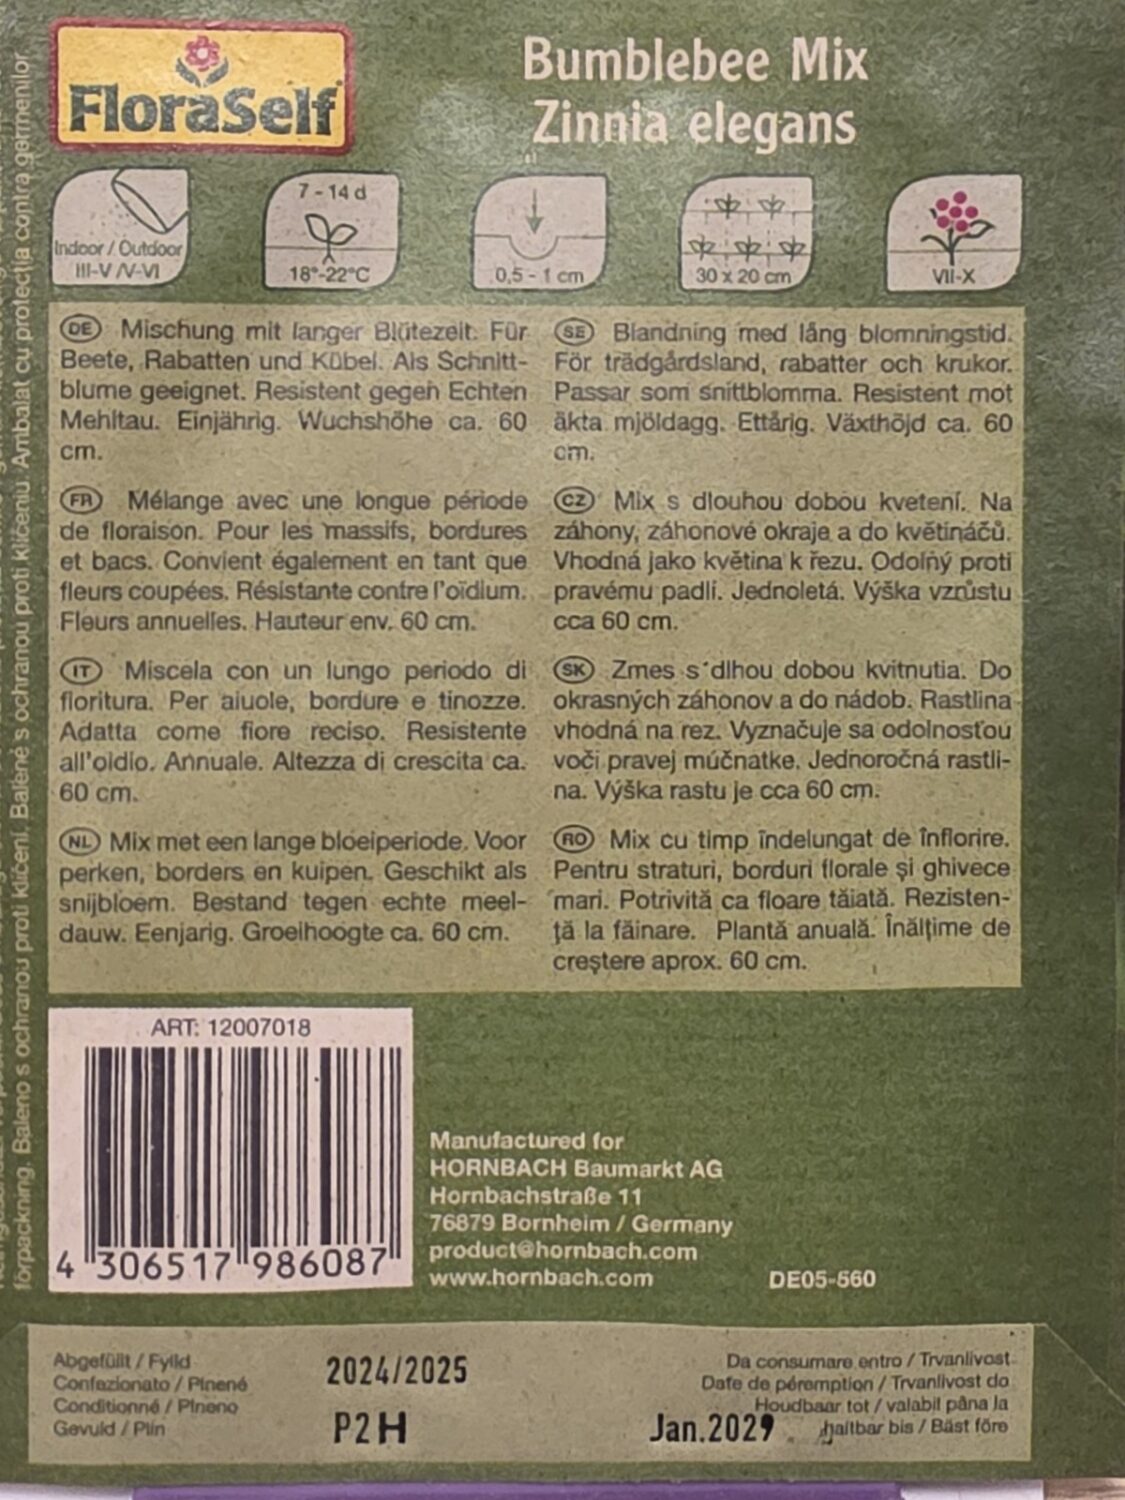 FloraSelf
Bumblebee Mix
Zinnia elegans
Indoor / Outdoor
III-V /V-VI
7 - 14 d
18°-22°C
0,5 - 1 cm
30 x 20 cm
VII-X
DE Mischung mit langer Blütezeit. Für
Beete, Rabatten und Kübel. Als Schnitt-
blume geeignet. Resistent gegen Echten
Mehltau. Einjährig. Wuchshöhe ca. 60
cm.
FR Mélange avec une longue période
de floraison. Pour les massifs, bordures
et bacs. Convient également en tant que
fleurs coupées. Résistante contre l'oïdium.
Fleurs annuelles. Hauteur env. 60 cm.
IT Miscela con un lungo periodo di
fioritura. Per aiuole, bordure e tinozze.
Adatta come fiore reciso. Resistente
all'oidio. Annuale. Altezza di crescita ca.
60 cm.
NL Mix met een lange bloeiperiode. Voor
perken, borders en kuipen. Geschikt als
snijbloem. Bestand tegen echte meel-
dauw. Eenjarig. Groeihoogte ca. 60 cm.
SE Blandning med lång blomningstid.
För trädgårdsland, rabatter och krukor.
Passar som snittblomma. Resistent mot
äkta mjöldagg. Ettårig. Växthöjd ca. 60
cm.
CZ Mix s dlouhou dobou kvetení. Na
záhony, záhonové okraje a do květináčů.
Vhodná jako květina k řezu. Odolný proti
pravému padlí. Jednoletá. Výška vzrůstu
cca 60 cm.
SK Zmes s dlhou dobou kvitnutia. Do
okrasných záhonov a do nádob. Rastlina
vhodná na rez. Vyznačuje sa odolnosťou
voči pravej múčnatke. Jednoročná rastli-
na. Výška rastu je cca 60 cm.
RO Mix cu timp îndelungat de înflorire.
Pentru straturi, borduri florale și ghivece
mari. Potrivită ca floare tăiată. Rezisten-
ță la făinare. Plantă anuală. Înălțime de
creștere aprox. 60 cm.
ART: 12007018
4 306517 986087
Manufactured for
HORNBACH Baumarkt AG
Hornbachstraße 11
76879 Bornheim / Germany
product@hornbach.com
www.hornbach.com
DE05-560
Abgefüllt / Fylld
Confezionato / Plnené
Conditionné / Plneno
Gevuld / Plin
2024/2025
P2H
Da consumare entro / Trvanlivost
Date de péremption / Trvanlivost do
Houdbaar tot / valabil pâna la
haltbar bis / Bäst före
Jan.2029
förpackning. Baleno s ochranou proti klíčení. Balené s ochranou proti klíčeniu. Ambalat cu protecția contra germenilor